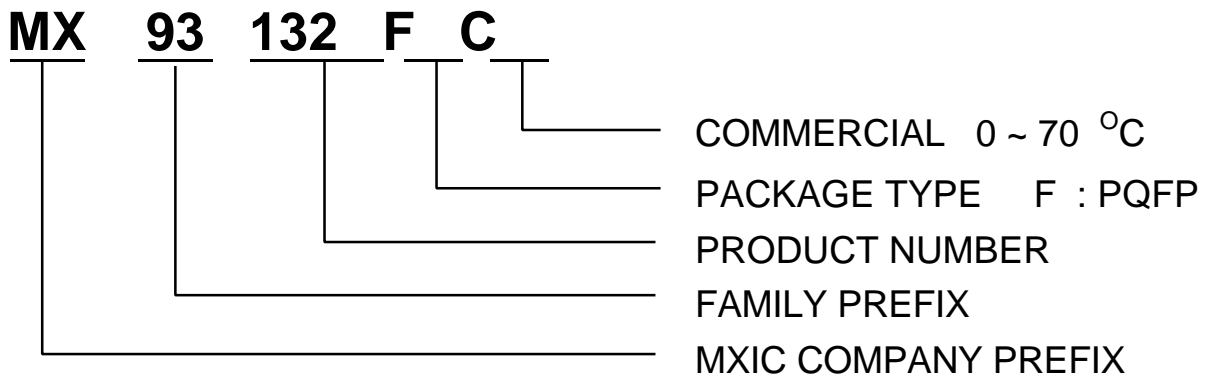 MX 93 132 F C
COMMERCIAL 0 ~ 70 °C
PACKAGE TYPE F : PQFP
PRODUCT NUMBER
FAMILY PREFIX
MXIC COMPANY PREFIX